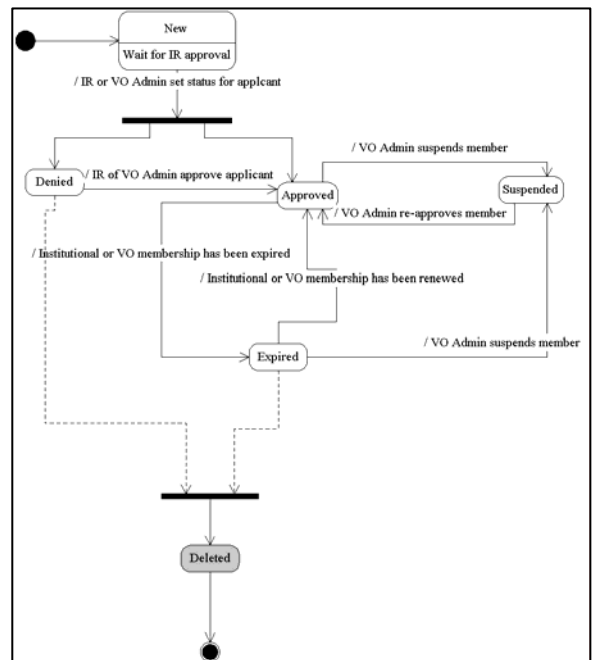 New
Wait for IR approval
/ IR or VO Admin set status for applcant
/ VO Admin suspends member
Denied
/ IR of VO Admin approve applicant
Approved
Suspended
/ VO Admin re-approves member
/ Institutional or VO membership has been expired
/ Institutional or VO membership has been renewed
/ VO Admin suspends member
Expired
Deleted